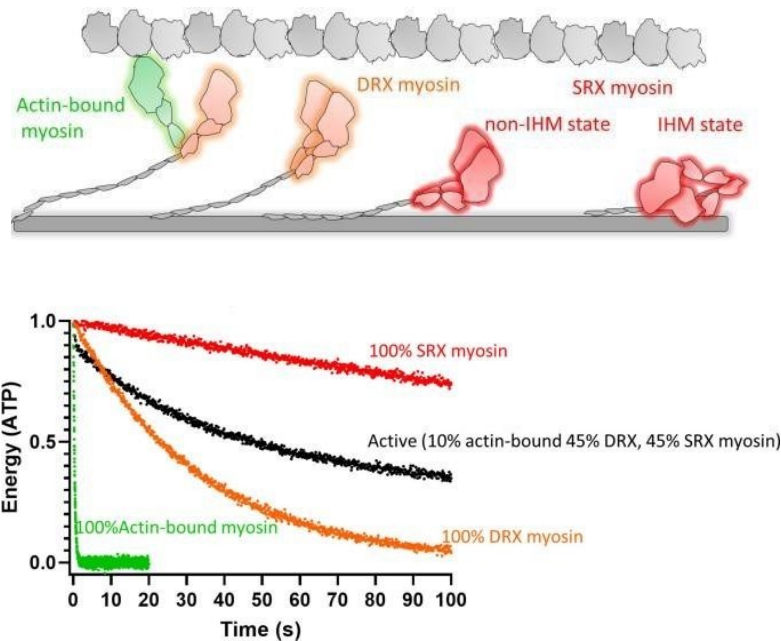 Actin-bound
myosin
DRX myosin
SRX myosin
non-IHM state
IHM state
1.0
0.5
0.0
Energy (ATP)
100% SRX myosin
Active (10% actin-bound 45% DRX, 45% SRX myosin)
100%Actin-bound myosin
100% DRX myosin
0 10 20 30 40 50 60 70 80 90 100
Time (s)